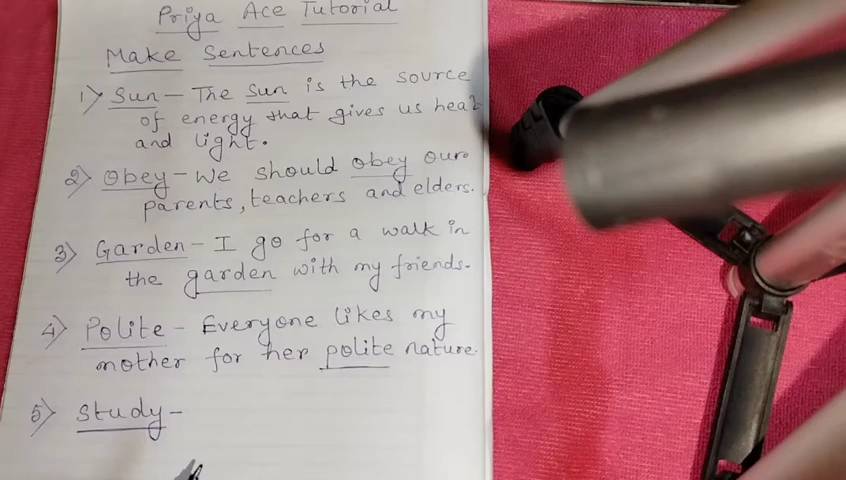 Priya Ace Tutorial
Make Sentences
1) Sun - The Sun is the source
of energy that gives us heat
and light.
2) Obey - We should obey our
parents, teachers and elders.
3) Garden - I go for a walk in
the garden with my friends.
4) Polite - Everyone likes my
mother for her polite nature.
5) Study -